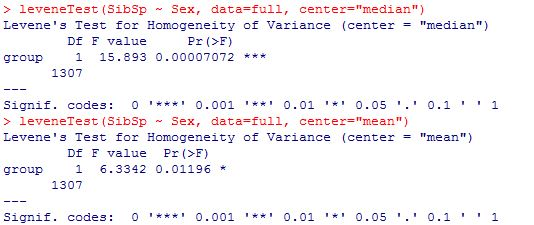 > leveneTest(SibSp ~ Sex, data=full, center="median")
Levene's Test for Homogeneity of Variance (center = "median")
Df F value Pr(>F)
group 1 15.893 0.00007072 ***
1307
---
Signif. codes: 0 '***' 0.001 '**' 0.01 '*' 0.05 '.' 0.1 ' ' 1
> leveneTest(SibSp ~ Sex, data=full, center="mean")
Levene's Test for Homogeneity of Variance (center = "mean")
Df F value Pr(>F)
group 1 6.3342 0.01196 *
1307
---
Signif. codes: 0 '***' 0.001 '**' 0.01 '*' 0.05 '.' 0.1 ' ' 1